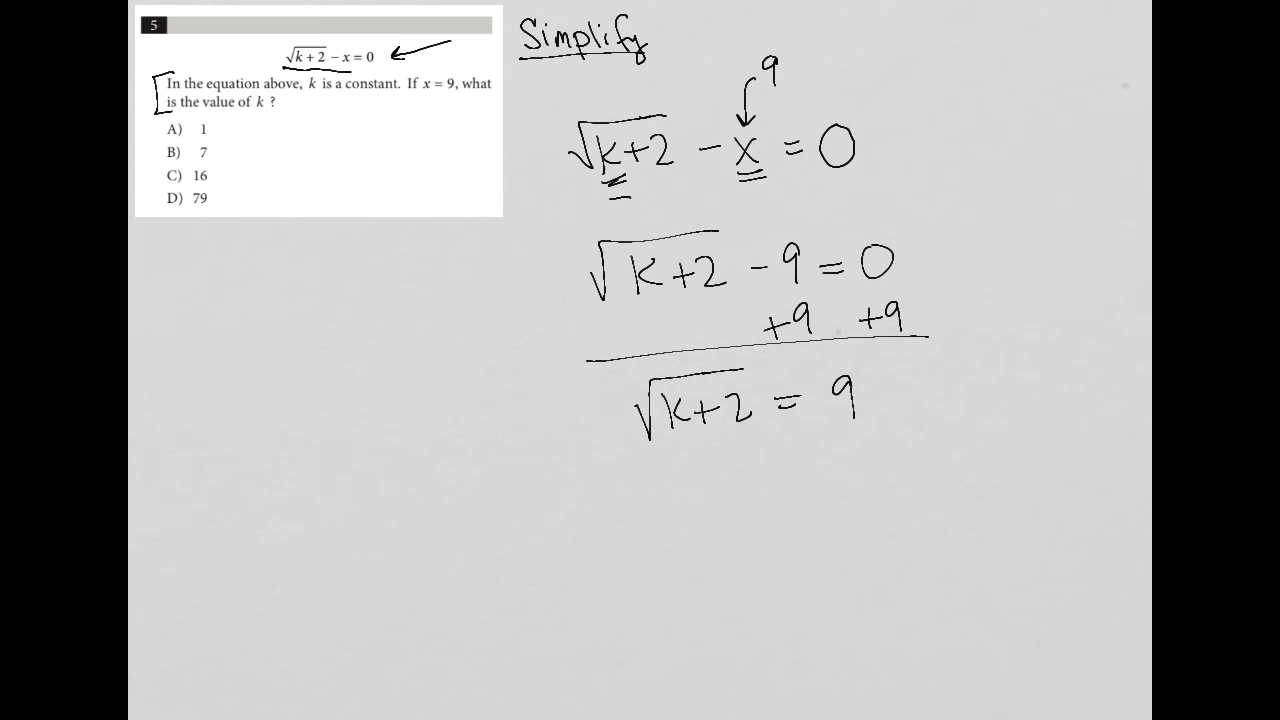 5
√k + 2 − x = 0
In the equation above, k is a constant. If x = 9, what
is the value of k ?
A) 1
B) 7
C) 16
D) 79
Simplify
9
√k+2 − x = 0
√k+2 − 9 = 0
+9 +9
√k+2 = 9